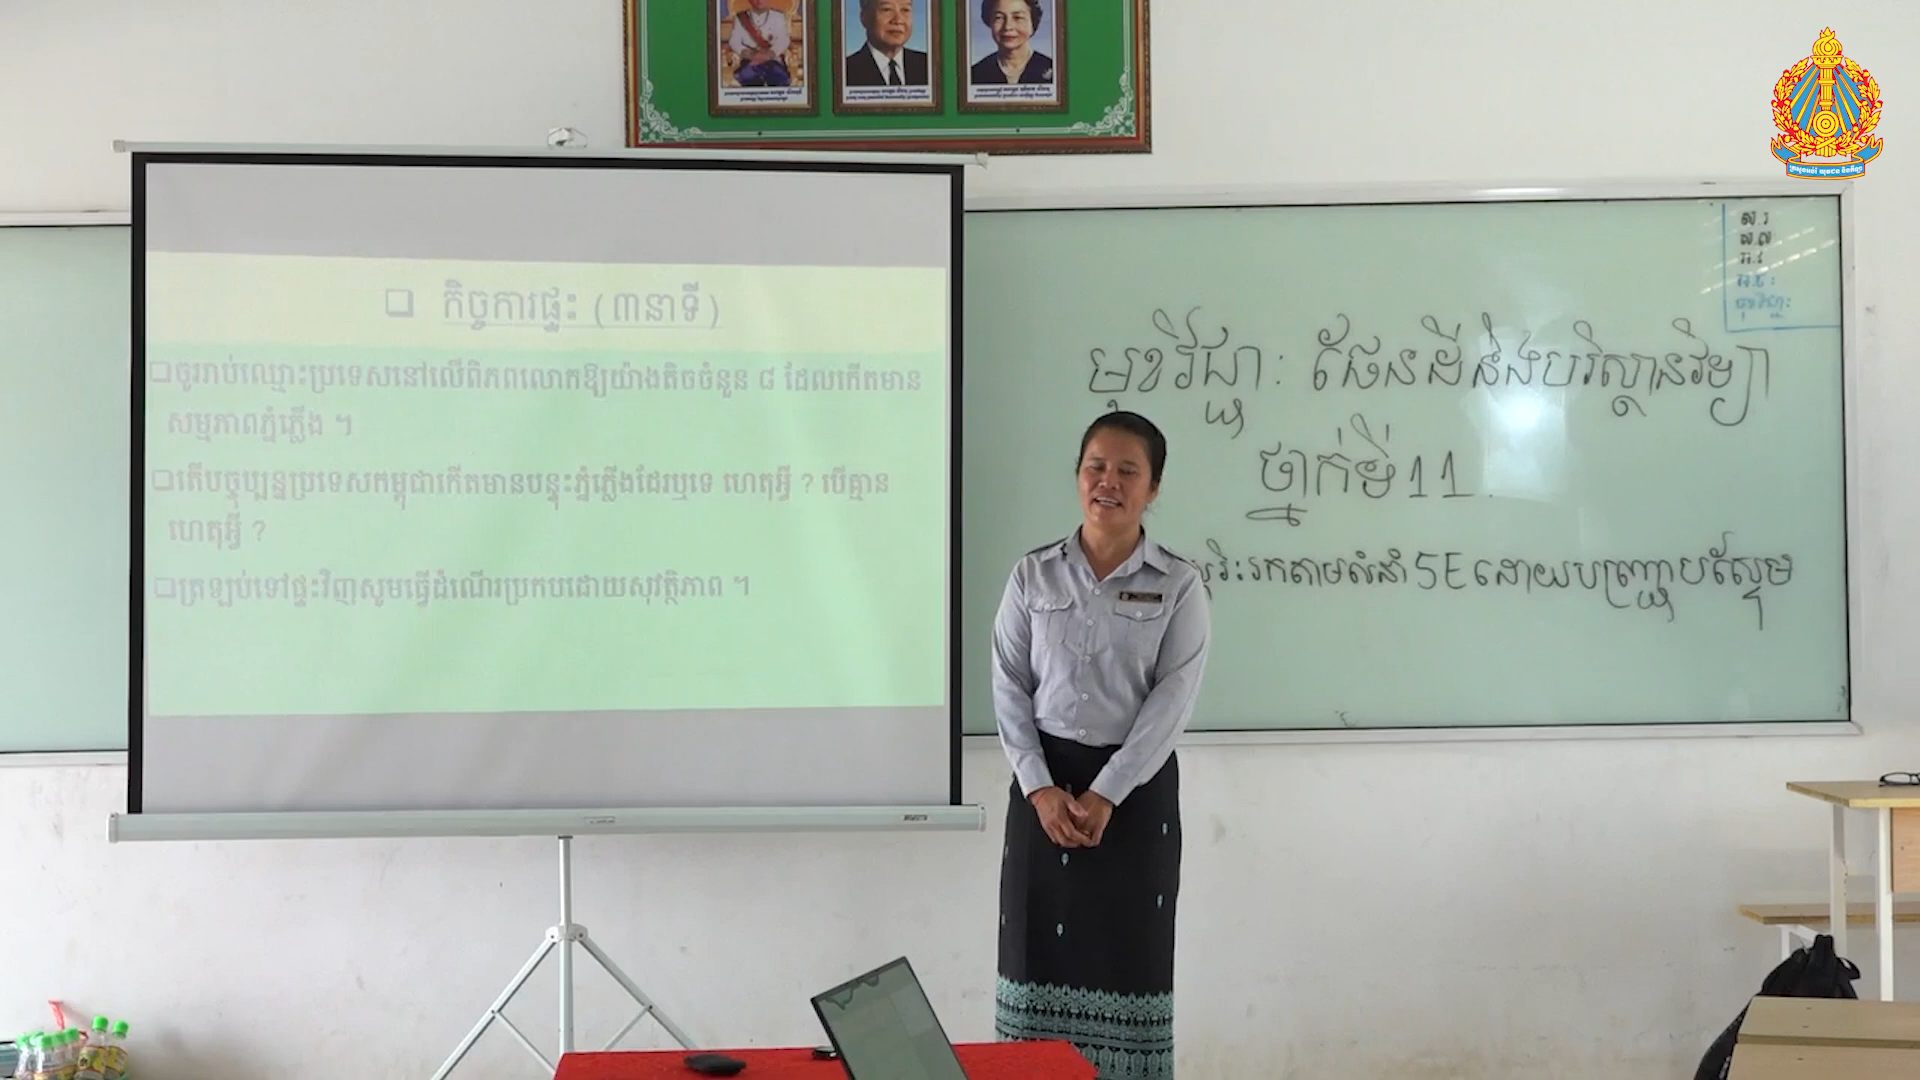 ❑ កិច្ចការផ្ទះ (៣នាទី)
❑ចូររាប់ឈ្មោះប្រទេសនៅលើពិភពលោកឱ្យយ៉ាងតិចចំនួន ៨ ដែលកើតមាន
សម្មភាពភ្នំភ្លើង ។
❑តើបច្ចុប្បន្នប្រទេសកម្ពុជាកើតមានបន្ទុះភ្នំភ្លើងដែរឬទេ ហេតុអ្វី ? បើគ្មាន
ហេតុអ្វី ?
❑ត្រឡប់ទៅផ្ទះវិញសូមធ្វើដំណើរប្រកបដោយសុវត្ថិភាព ។
មុខវិជ្ជា: ផែនដីនិងបរិស្ថានវិទ្យា
ថ្នាក់ទី 11
រកតាមលំនាំ 5E ដោយបញ្ជ្រាបស្ទែម
ស.រ